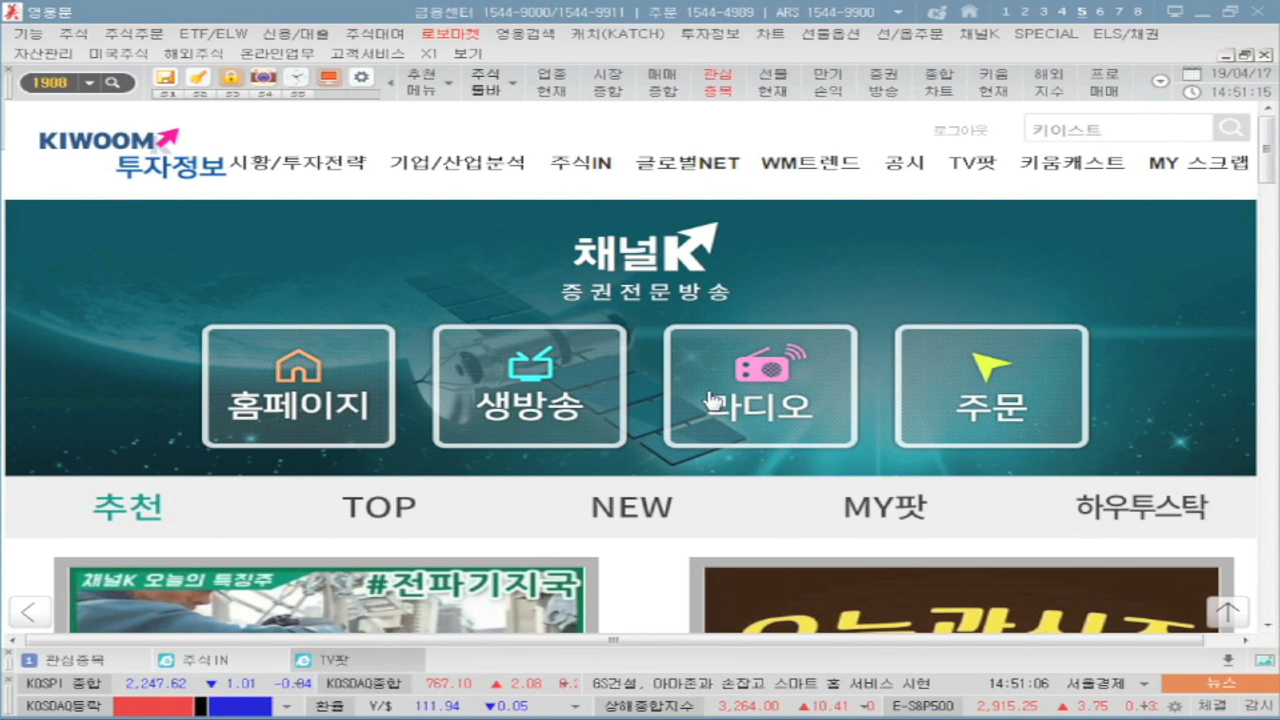 영웅문 금융센터 1544-9000/1544-9911 | 주문 1544-4989 | ARS 1544-9900 1 2 3 4 5 6 7 8
기능 주식 주식주문 ETF/ELW 신용/대출 주식대여 로보마켓 영웅검색 캐치(KATCH) 투자정보 차트 선물옵션 선/옵주문 채널K SPECIAL ELS/채권
자산관리 미국주식 해외주식 온라인업무 고객서비스 X1 보기
1908 추천 주식 업종 시장 매매 관심 선물 만기 증권 종합 키움 해외 프로 19/04/17
S1 S2 S3 S4 S5 메뉴 툴바 현재 종합 종합 종목 현재 손익 방송 차트 현재 지수 매매 14:51:15
KIWOOM 로그아웃 키이스트
투자정보 시황/투자전략 기업/산업분석 주식IN 글로벌NET WM트렌드 공시 TV팟 키움캐스트 MY 스크랩
채널K
증권전문방송
홈페이지 생방송 라디오 주문
추천 TOP NEW MY팟 하우투스탁
채널K 오늘의 특징주 #전파기지국
1 관심종목 주식IN TV팟
KOSPI 종합 2,247.62 ▼ 1.01 -0.04 KOSDAQ종합 767.10 ▲ 2.08 GS건설, 아마존과 손잡고 스마트 홈 서비스 시현 14:51:06 서울경제 뉴스
KOSDAQ등락 환율 Y/$ 111.94 ▼0.05 상해종합지수 3,264.00 ▲10.41 E-S&P500 2,915.25 ▲ 3.75 체결 감시